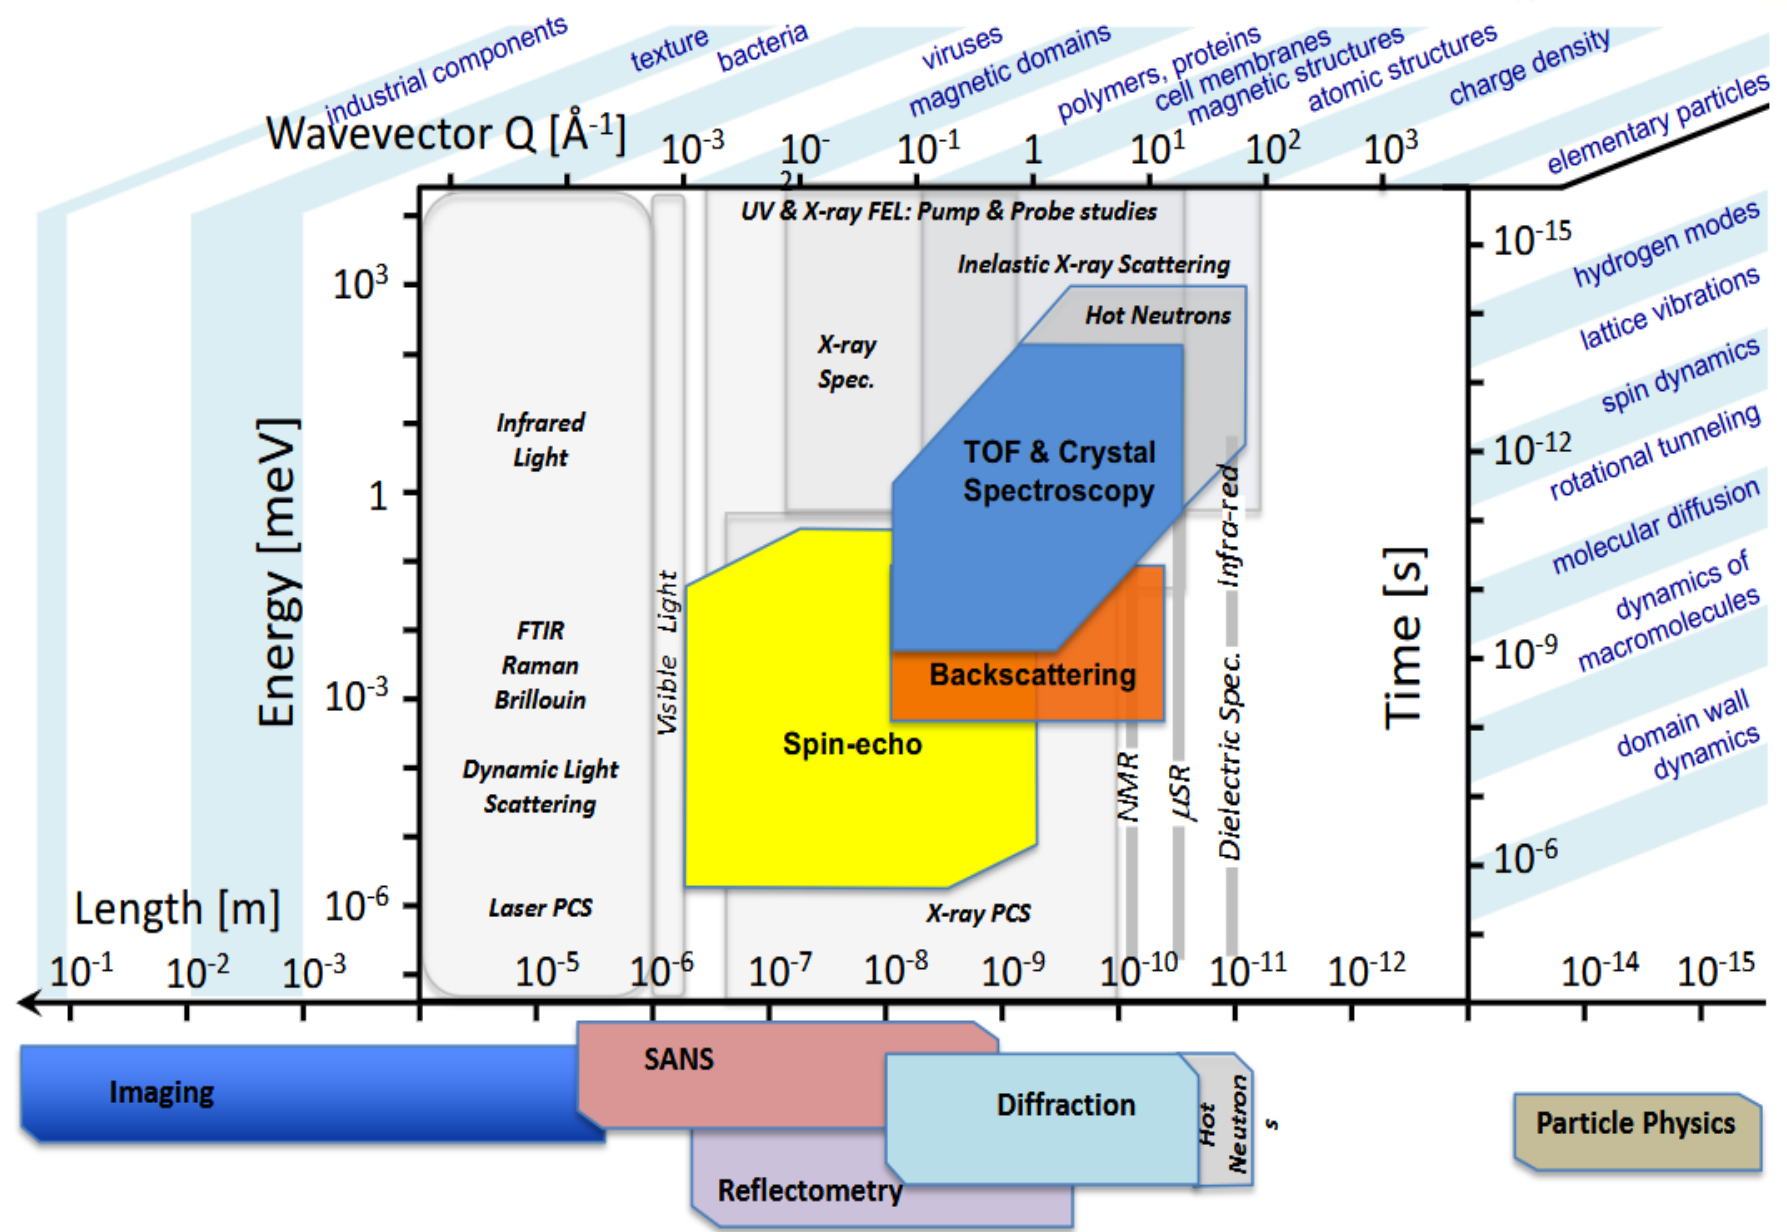 industrial components
texture
bacteria
viruses
magnetic domains
polymers, proteins
cell membranes
magnetic structures
atomic structures
charge density
elementary particles
Wavevector Q [Å⁻¹]
10⁻³
10⁻
2
10⁻¹
1
10¹
10²
10³
UV & X-ray FEL: Pump & Probe studies
Inelastic X-ray Scattering
Hot Neutrons
X-ray
Spec.
Infrared
Light
TOF & Crystal
Spectroscopy
FTIR
Raman
Brillouin
Visible Light
Backscattering
Spin-echo
Dynamic Light
Scattering
Laser PCS
X-ray PCS
NMR
µSR
Dielectric Spec. Infra-red
Energy [meV]
10³
1
10⁻³
10⁻⁶
Time [s]
10⁻¹⁵
10⁻¹²
10⁻⁹
10⁻⁶
hydrogen modes
lattice vibrations
spin dynamics
rotational tunneling
molecular diffusion
dynamics of
macromolecules
domain wall
dynamics
Length [m]
10⁻¹
10⁻²
10⁻³
10⁻⁵
10⁻⁶
10⁻⁷
10⁻⁸
10⁻⁹
10⁻¹⁰
10⁻¹¹
10⁻¹²
10⁻¹⁴
10⁻¹⁵
Imaging
SANS
Diffraction
Hot
Neutron
s
Reflectometry
Particle Physics